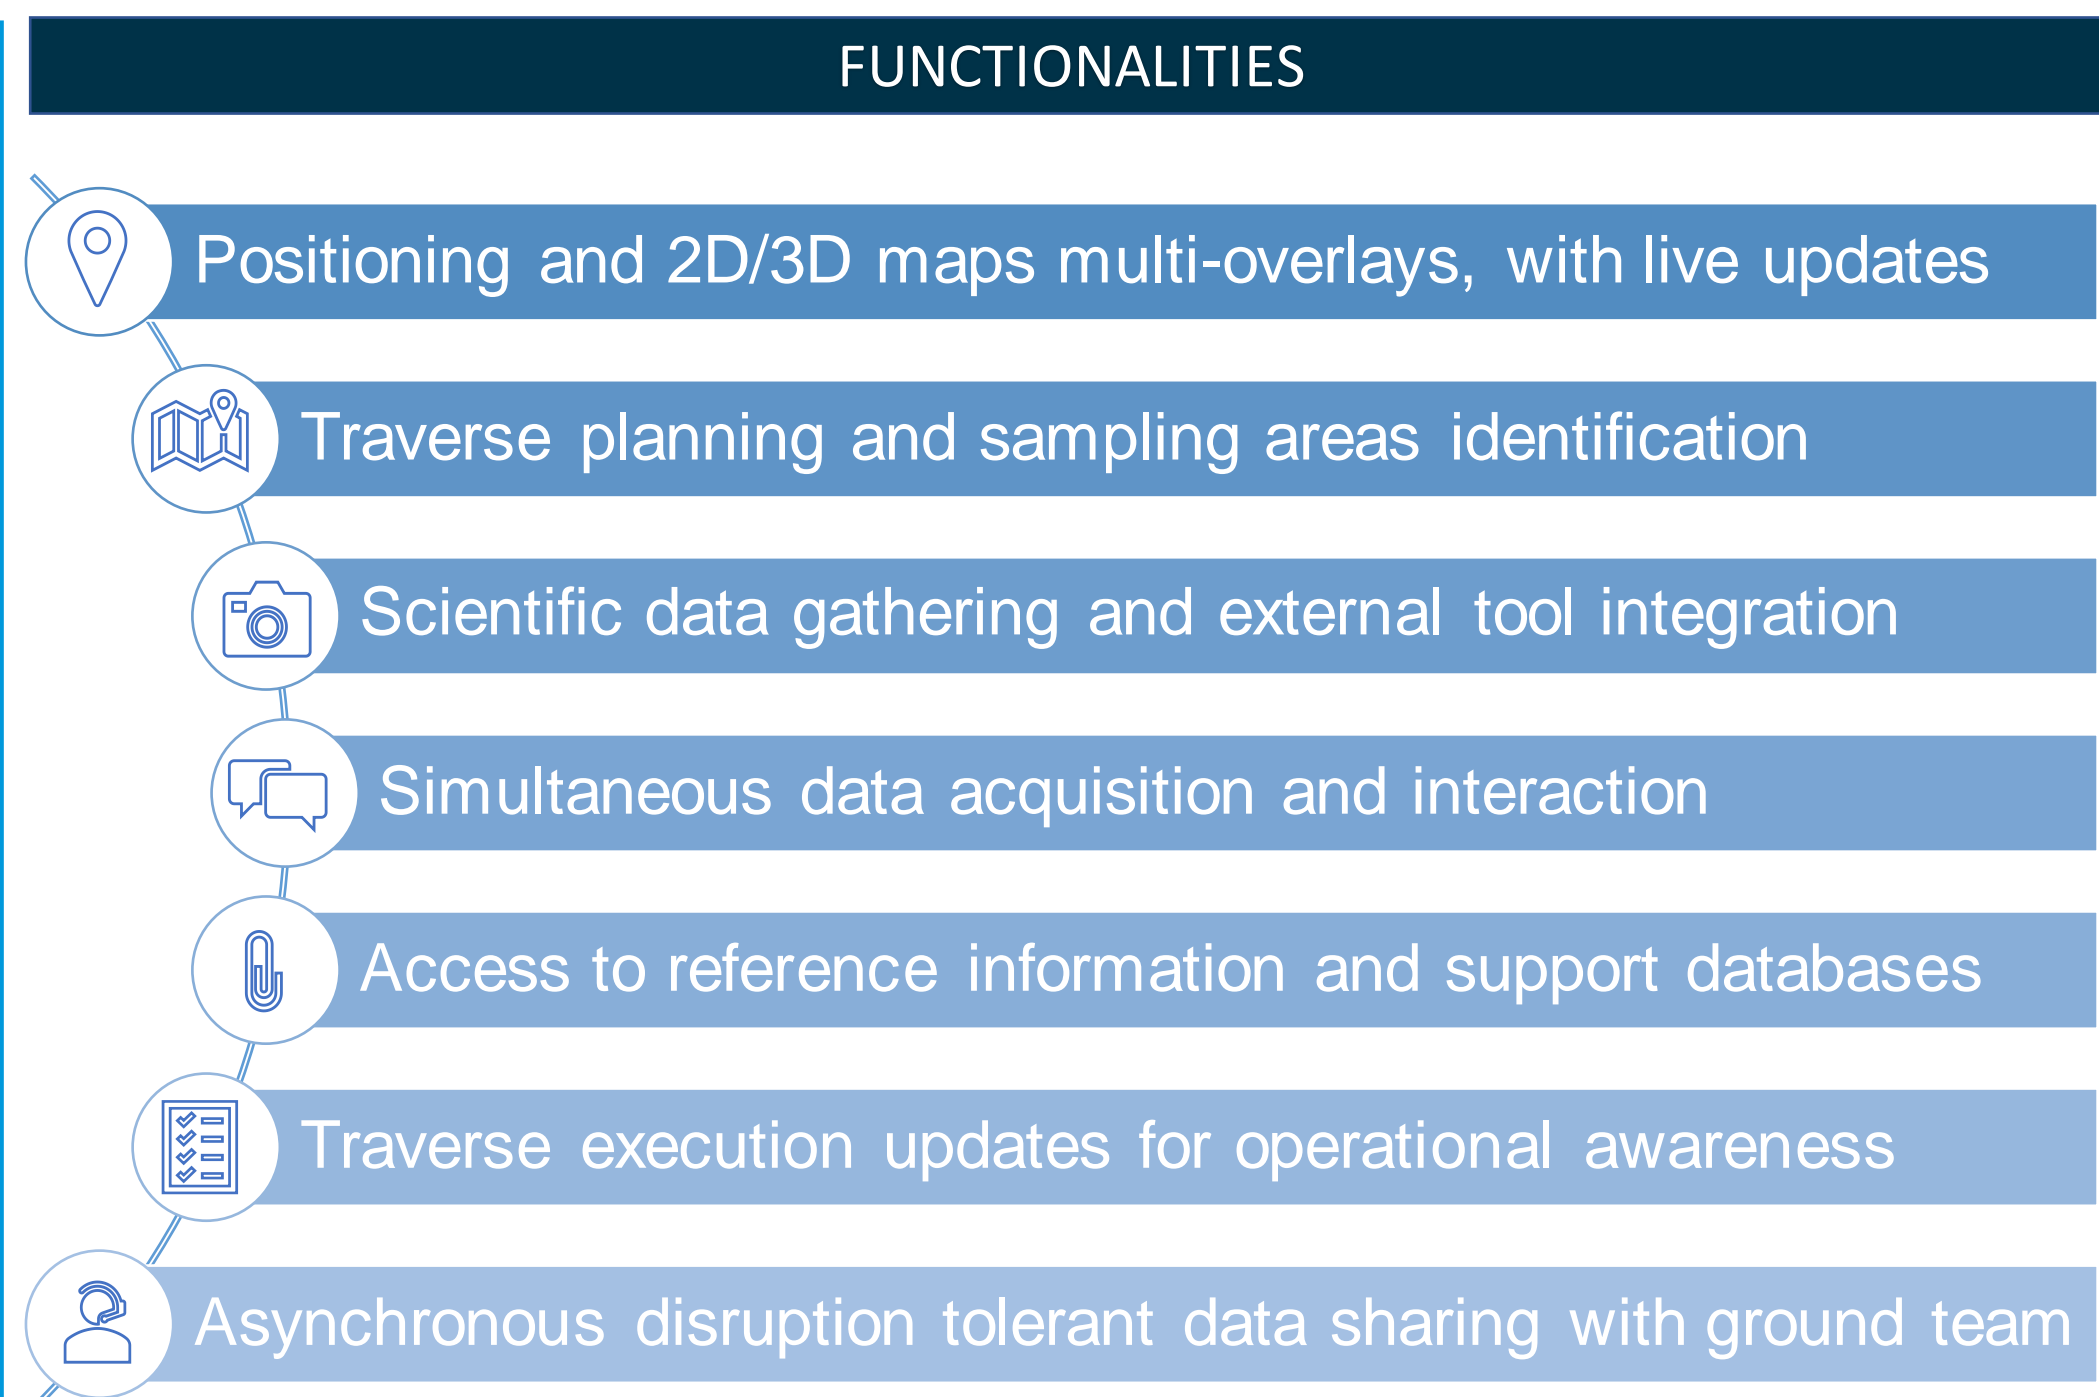 FUNCTIONALITIES
Positioning and 2D/3D maps multi-overlays, with live updates
Traverse planning and sampling areas identification
Scientific data gathering and external tool integration
Simultaneous data acquisition and interaction
Access to reference information and support databases
Traverse execution updates for operational awareness
Asynchronous disruption tolerant data sharing with ground team